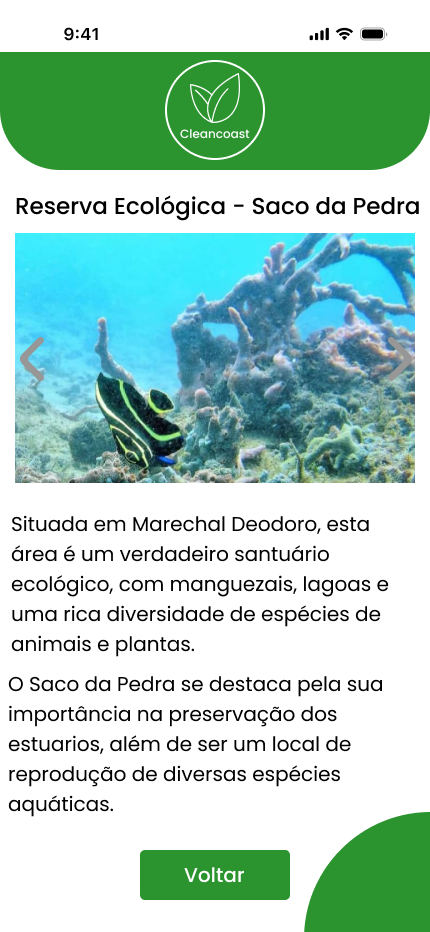 9:41
Cleancoast
Reserva Ecológica - Saco da Pedra
Situada em Marechal Deodoro, esta
área é um verdadeiro santuário
ecológico, com manguezais, lagoas e
uma rica diversidade de espécies de
animais e plantas.
O Saco da Pedra se destaca pela sua
importância na preservação dos
estuarios, além de ser um local de
reprodução de diversas espécies
aquáticas.
Voltar